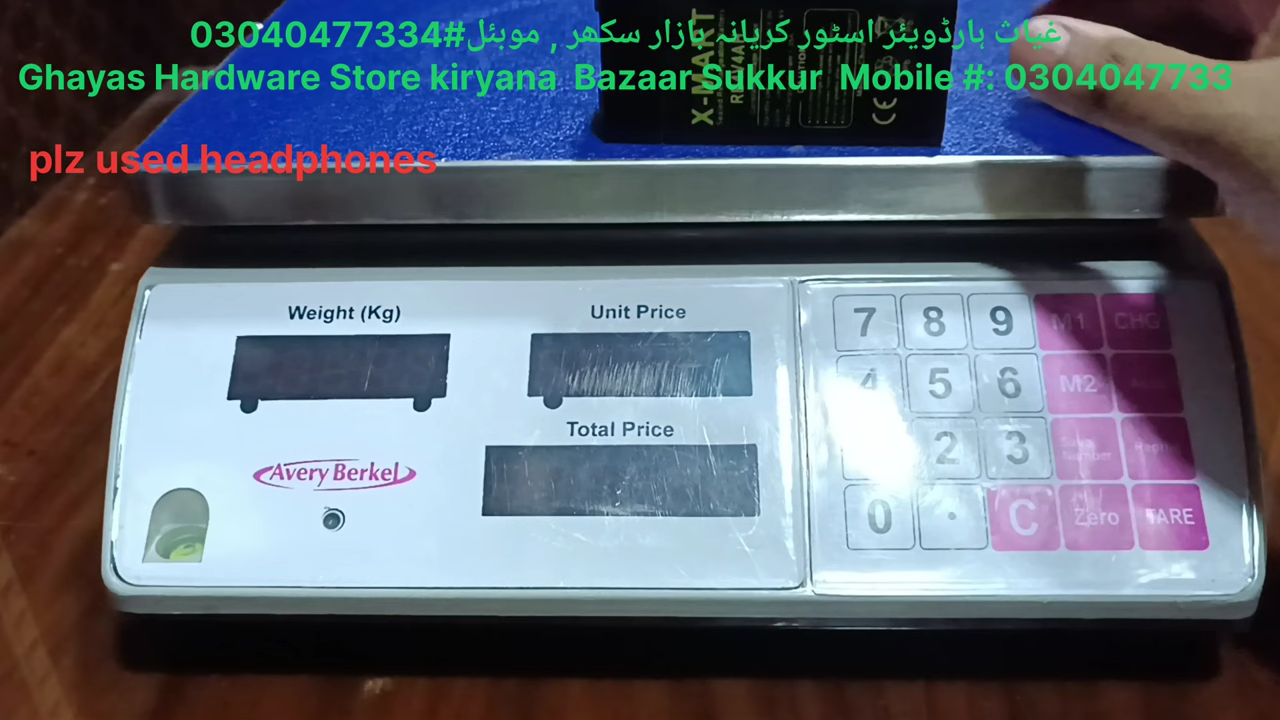 غیاث ہارڈویئر اسٹور کریانہ بازار سکھر , موبئل#03040477334
Ghayas Hardware Store kiryana Bazaar Sukkur Mobile #: 0304047733
plz used headphones
X-MART
CE
Weight (Kg)
Unit Price
Total Price
Avery Berkel
7 8 9 M1 CHG
4 5 6 M2
2 3
0 . C Zero TARE